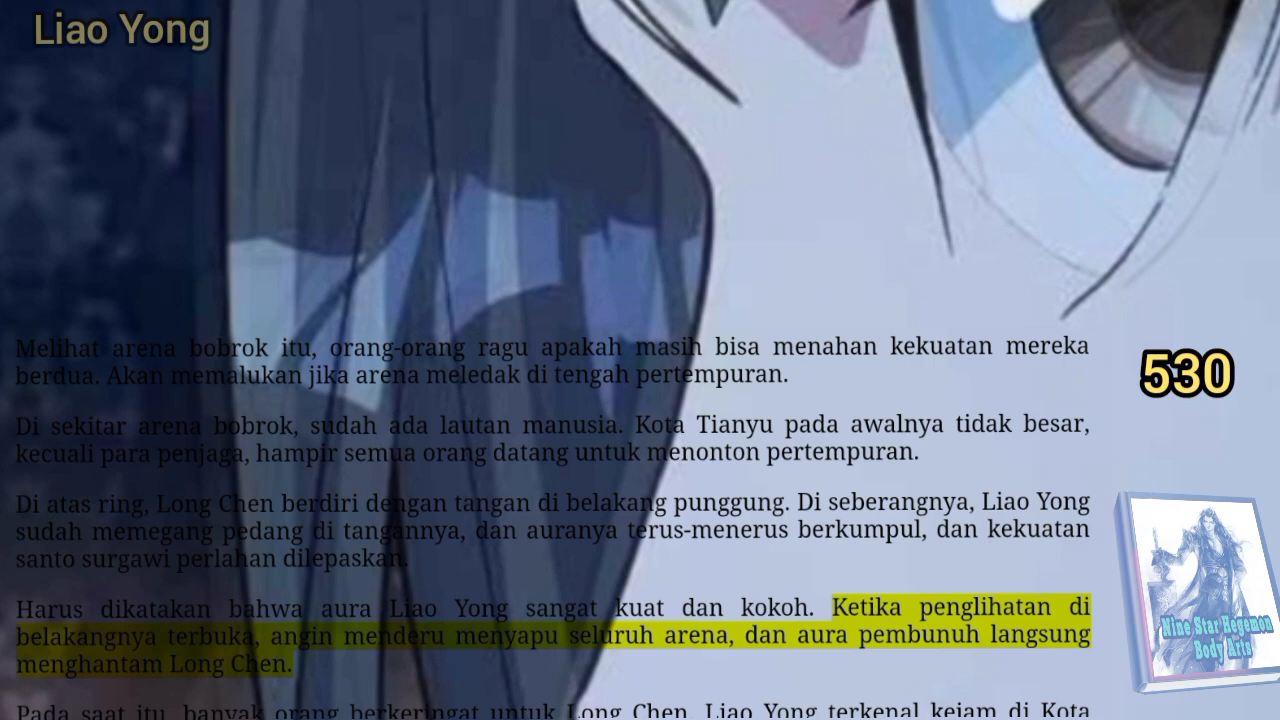 Liao Yong
Melihat arena bobrok itu, orang-orang ragu apakah masih bisa menahan kekuatan mereka
berdua. Akan memalukan jika arena meledak di tengah pertempuran.
Di sekitar arena bobrok, sudah ada lautan manusia. Kota Tianyu pada awalnya tidak besar,
kecuali para penjaga, hampir semua orang datang untuk menonton pertempuran.
Di atas ring, Long Chen berdiri dengan tangan di belakang punggung. Di seberangnya, Liao Yong
sudah memegang pedang di tangannya, dan auranya terus-menerus berkumpul, dan kekuatan
santo surgawi perlahan dilepaskan.
Harus dikatakan bahwa aura Liao Yong sangat kuat dan kokoh. Ketika penglihatan di
belakangnya terbuka, angin menderu menyapu seluruh arena, dan aura pembunuh langsung
menghantam Long Chen.
Pada saat itu, banyak orang berkeringat untuk Long Chen. Liao Yong terkenal kejam di Kota
530
Nine Star Hegemon
Body Arts